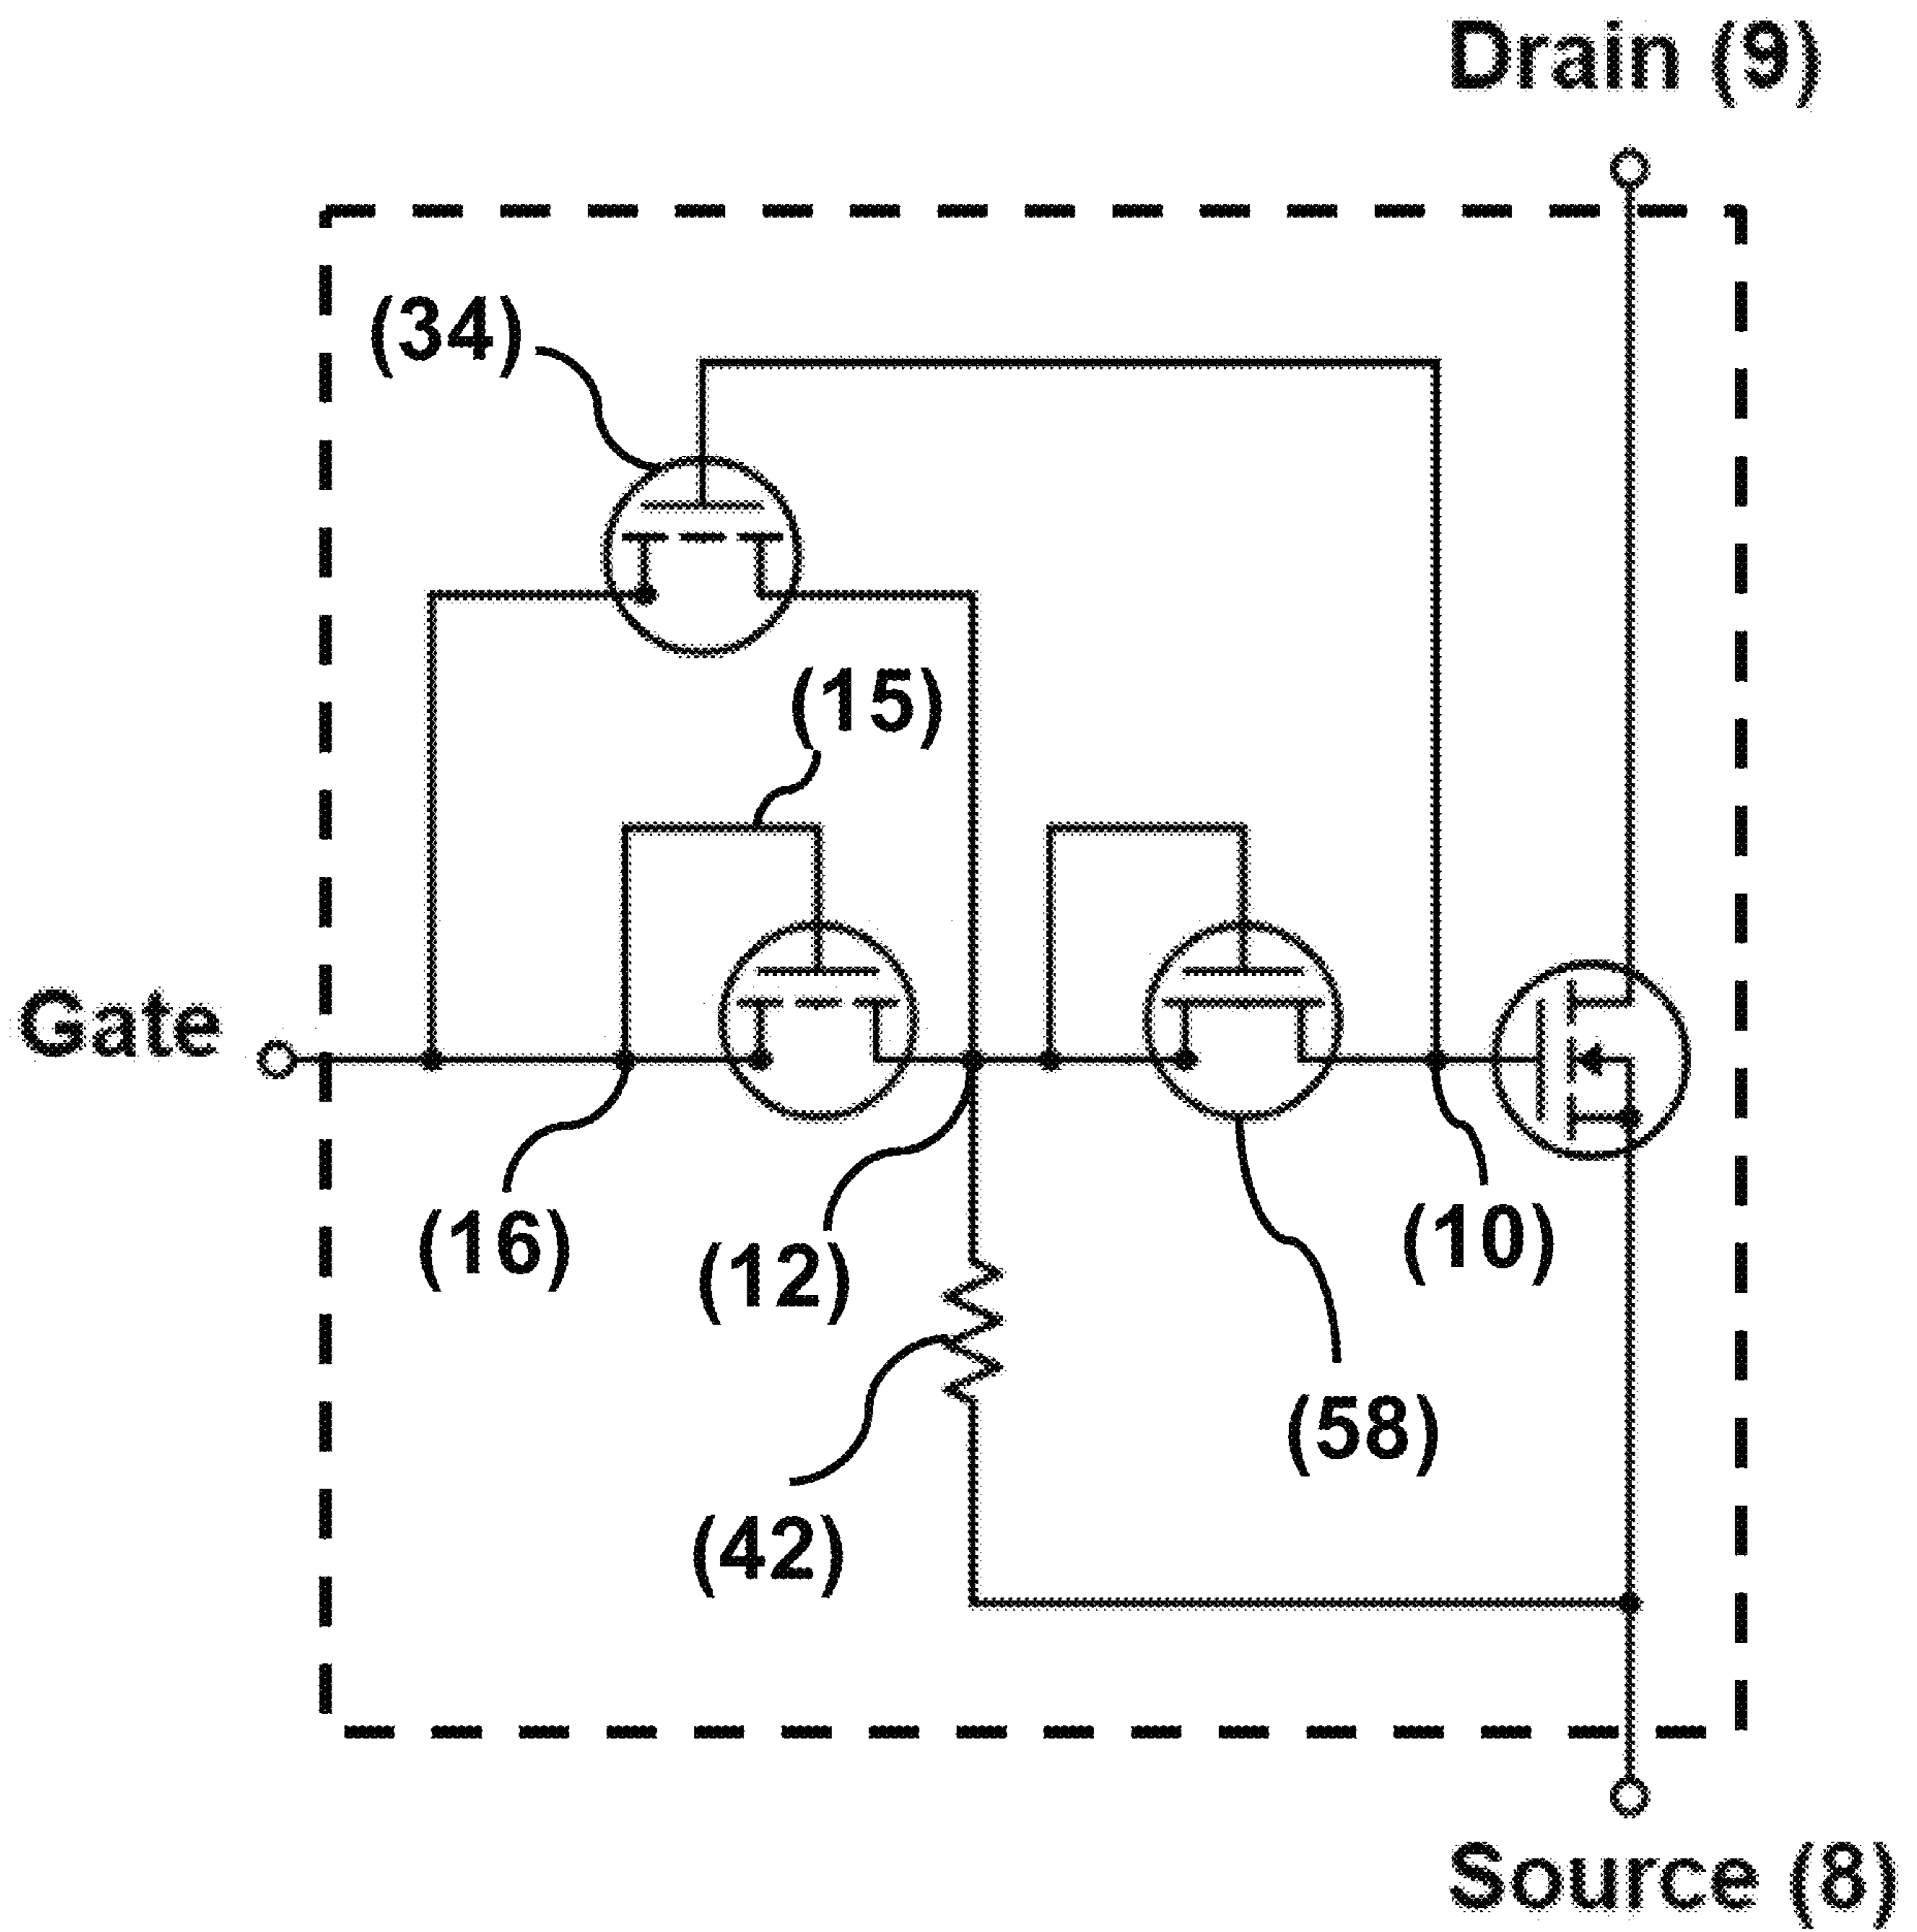 Drain (9)
(34)
(15)
Gate
(16)
(12)
(10)
(58)
(42)
Source (8)